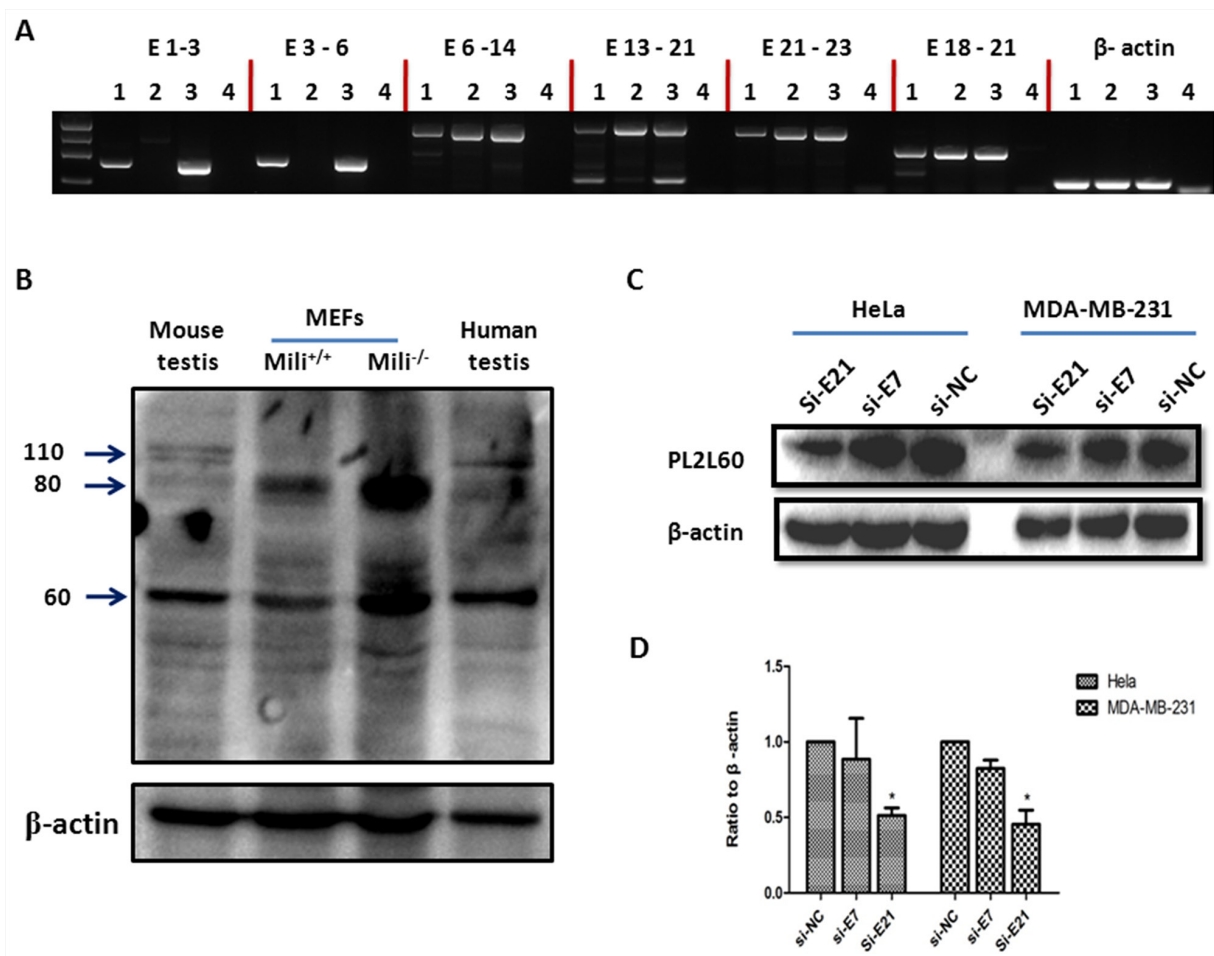 A
E 1-3 E 3 - 6 E 6 -14 E 13 - 21 E 21 - 23 E 18 - 21 β- actin
1 2 3 4 1 2 3 4 1 2 3 4 1 2 3 4 1 2 3 4 1 2 3 4 1 2 3 4
B
Mouse testis
MEFs
Mili+/+ Mili-/-
Human testis
110
80
60
β-actin
C
HeLa MDA-MB-231
Si-E21 si-E7 si-NC Si-E21 si-E7 si-NC
PL2L60
β-actin
D
Ratio to β -actin
1.5
1.0
0.5
0.0
* *
Hela
MDA-MB-231
si-NC si-E7 Si-E21 si-NC si-E7 Si-E21